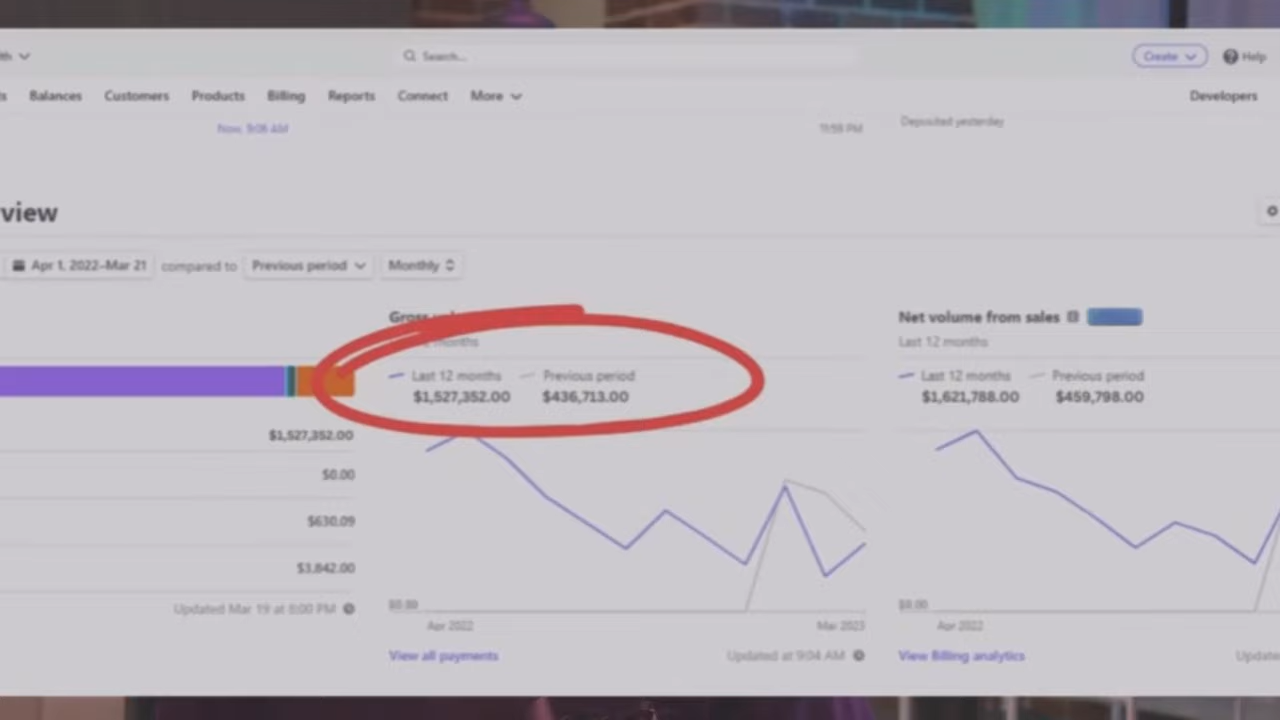 Search...
Create
Help
Balances Customers Products Billing Reports Connect More
Developers
Now, 9:06 AM
11:59 PM
Deposited yesterday
view
Apr 1, 2022–Mar 21 compared to Previous period Monthly
Gross
months
Last 12 months Previous period
$1,527,352.00 $436,713.00
Net volume from sales
Last 12 months
Last 12 months Previous period
$1,621,788.00 $459,798.00
$1,527,352.00
$0.00
$630.09
$3,842.00
Updated Mar 19 at 8:00 PM
$0.00
Apr 2022 Mar 2023
View all payments Updated at 9:04 AM
$0.00
Apr 2022
View Billing analytics